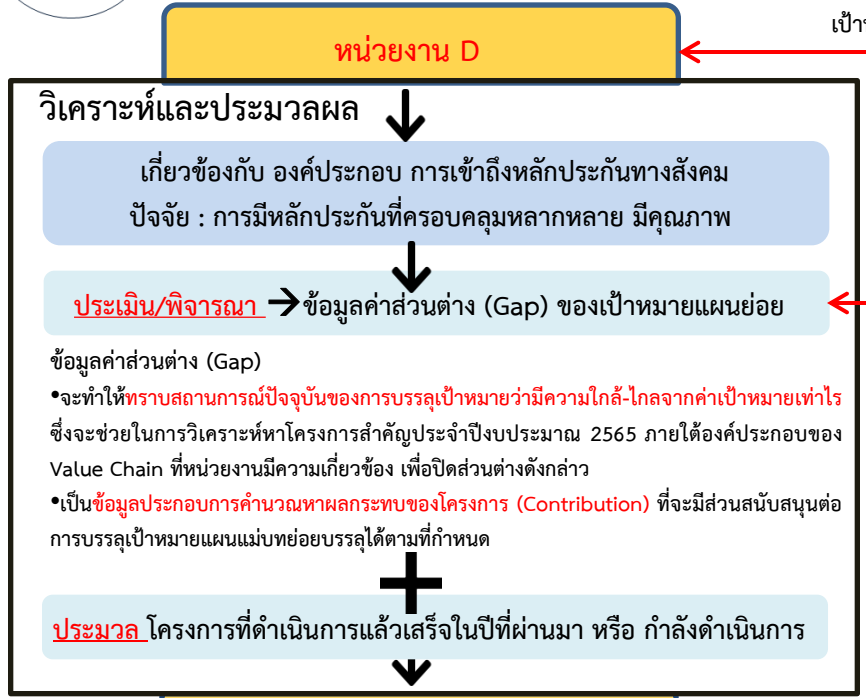 เป้า
หน่วยงาน D
วิเคราะห์และประมวลผล
เกี่ยวข้องกับ องค์ประกอบ การเข้าถึงหลักประกันทางสังคม
ปัจจัย : การมีหลักประกันที่ครอบคลุมหลากหลาย มีคุณภาพ
ประเมิน/พิจารณา → ข้อมูลค่าส่วนต่าง (Gap) ของเป้าหมายแผนย่อย
ข้อมูลค่าส่วนต่าง (Gap)
•จะทำให้ทราบสถานการณ์ปัจจุบันของการบรรลุเป้าหมายว่ามีความใกล้-ไกลจากค่าเป้าหมายเท่าไร
ซึ่งจะช่วยในการวิเคราะห์หาโครงการสำคัญประจำปีงบประมาณ 2565 ภายใต้องค์ประกอบของ
Value Chain ที่หน่วยงานมีความเกี่ยวข้อง เพื่อปิดส่วนต่างดังกล่าว
•เป็นข้อมูลประกอบการคำนวณหาผลกระทบของโครงการ (Contribution) ที่จะมีส่วนสนับสนุนต่อ
การบรรลุเป้าหมายแผนแม่บทย่อยบรรลุได้ตามที่กำหนด
ประมวล โครงการที่ดำเนินการแล้วเสร็จในปีที่ผ่านมา หรือ กำลังดำเนินการ